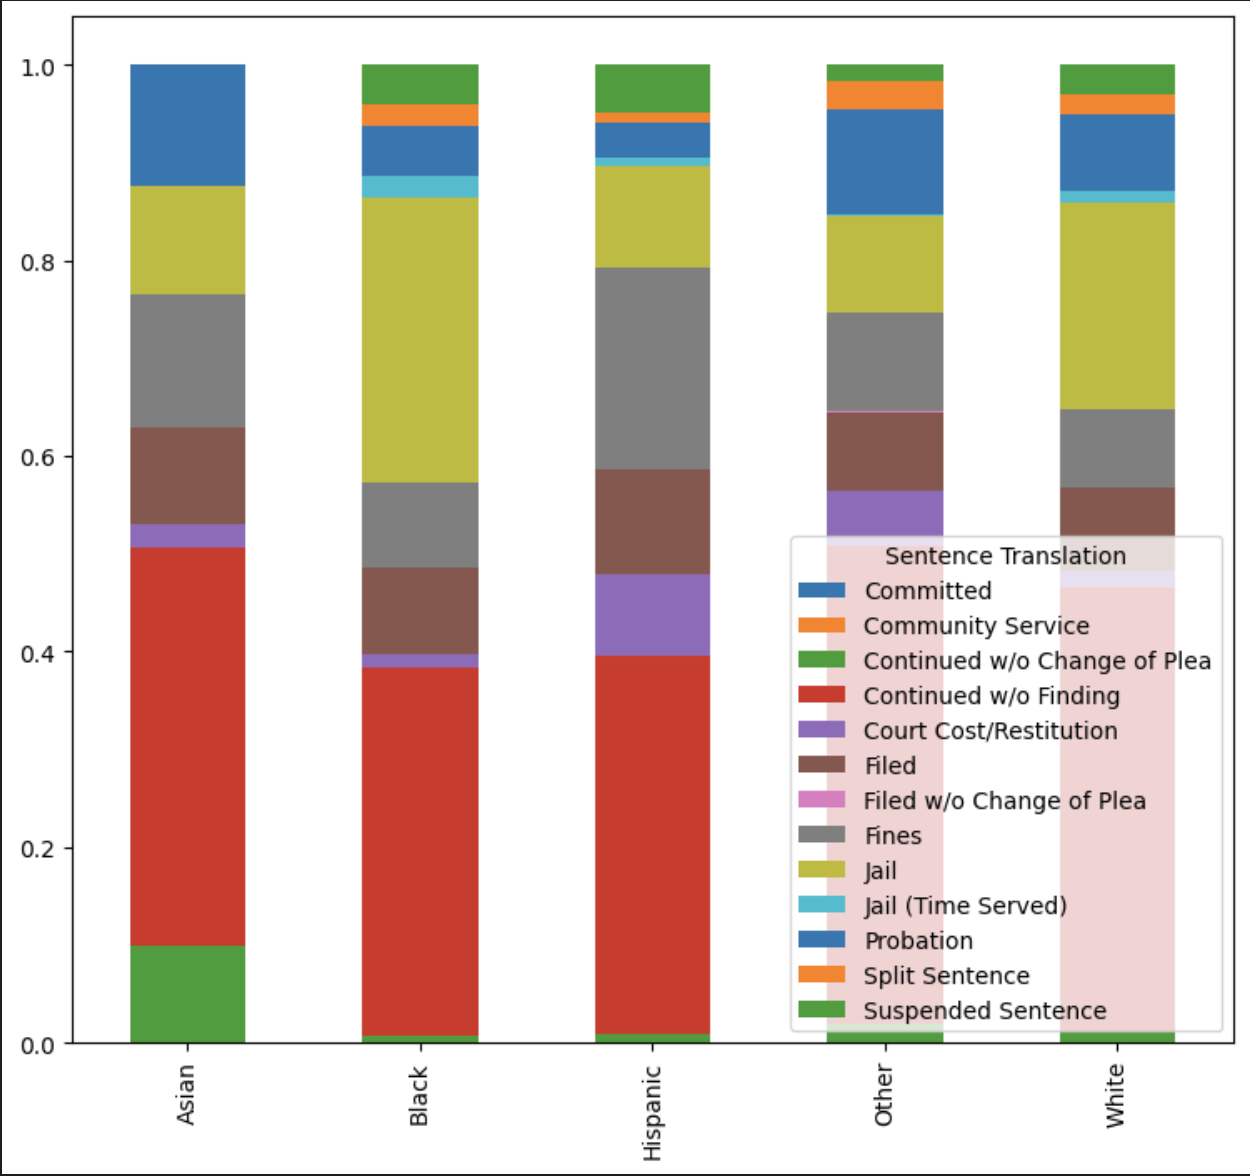 1.0
0.8
0.6
0.4
0.2
0.0
Sentence Translation
Committed
Community Service
Continued w/o Change of Plea
Continued w/o Finding
Court Cost/Restitution
Filed
Filed w/o Change of Plea
Fines
Jail
Jail (Time Served)
Probation
Split Sentence
Suspended Sentence
Asian
Black
Hispanic
Other
White